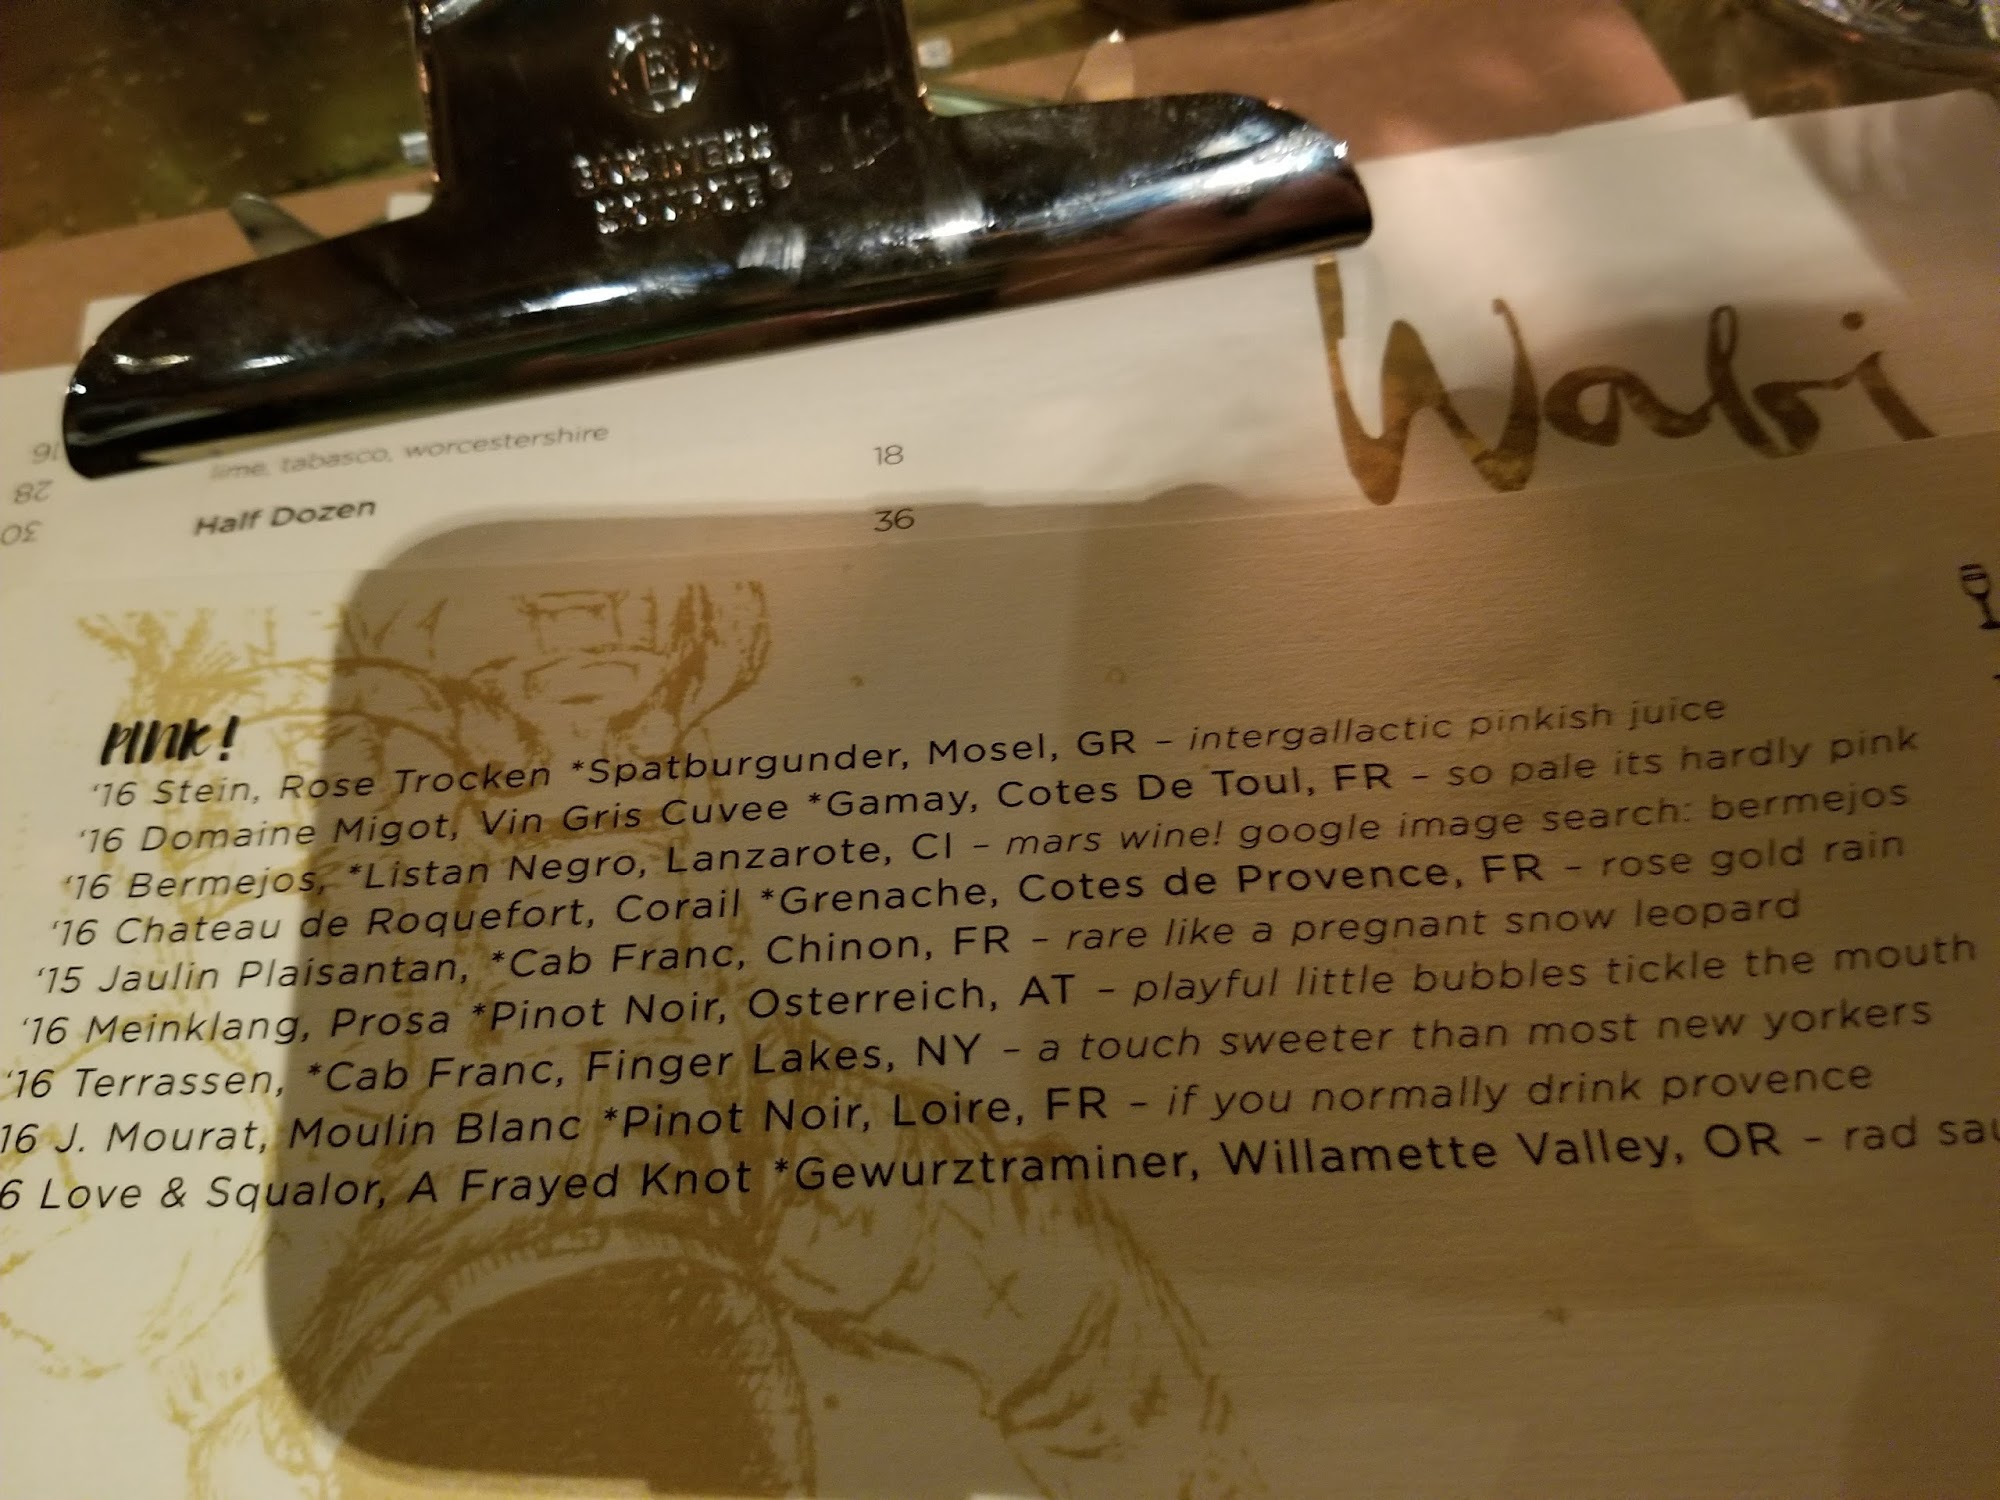 B
BUSINESS
SOURCE®
Wabi
lime, tabasco, worcestershire 18
Half Dozen 36
16
28
30
PINK!
'16 Stein, Rose Trocken *Spatburgunder, Mosel, GR – intergallactic pinkish juice
'16 Domaine Migot, Vin Gris Cuvee *Gamay, Cotes De Toul, FR – so pale its hardly pink
'16 Bermejos, *Listan Negro, Lanzarote, CI – mars wine! google image search: bermejos
'16 Chateau de Roquefort, Corail *Grenache, Cotes de Provence, FR – rose gold rain
'15 Jaulin Plaisantan, *Cab Franc, Chinon, FR – rare like a pregnant snow leopard
'16 Meinklang, Prosa *Pinot Noir, Osterreich, AT – playful little bubbles tickle the mouth
'16 Terrassen, *Cab Franc, Finger Lakes, NY – a touch sweeter than most new yorkers
16 J. Mourat, Moulin Blanc *Pinot Noir, Loire, FR – if you normally drink provence
6 Love & Squalor, A Frayed Knot *Gewurztraminer, Willamette Valley, OR – rad sau